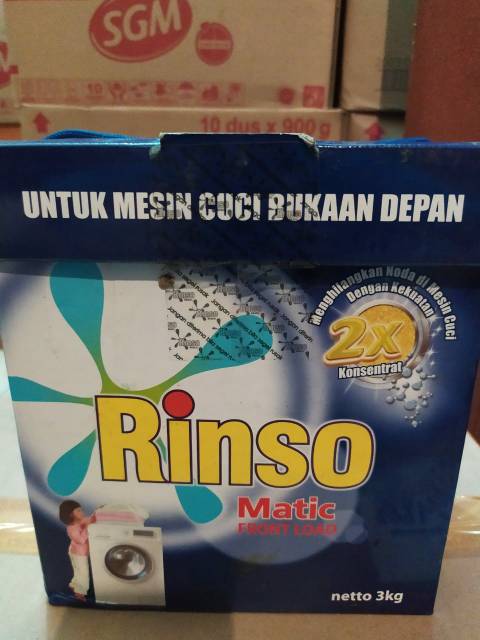 SGM
10
10 dus x 900 g
UNTUK MESIN CUCI BUKAAN DEPAN
Menghilangkan Noda di Mesin Cuci
Dengan Kekuatan
2x
Konsentrat
Rinso
Matic
FRONT LOAD
netto 3kg